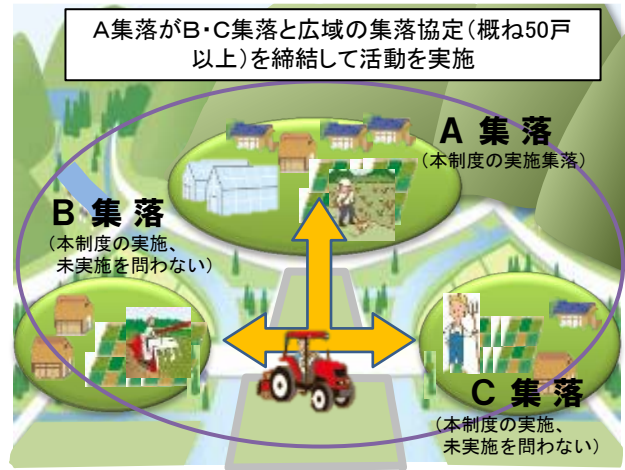 A集落がB・C集落と広域の集落協定(概ね50戸
以上)を締結して活動を実施
A 集 落
(本制度の実施集落)
B 集 落
(本制度の実施、
未実施を問わない)
C 集 落
(本制度の実施、
未実施を問わない)